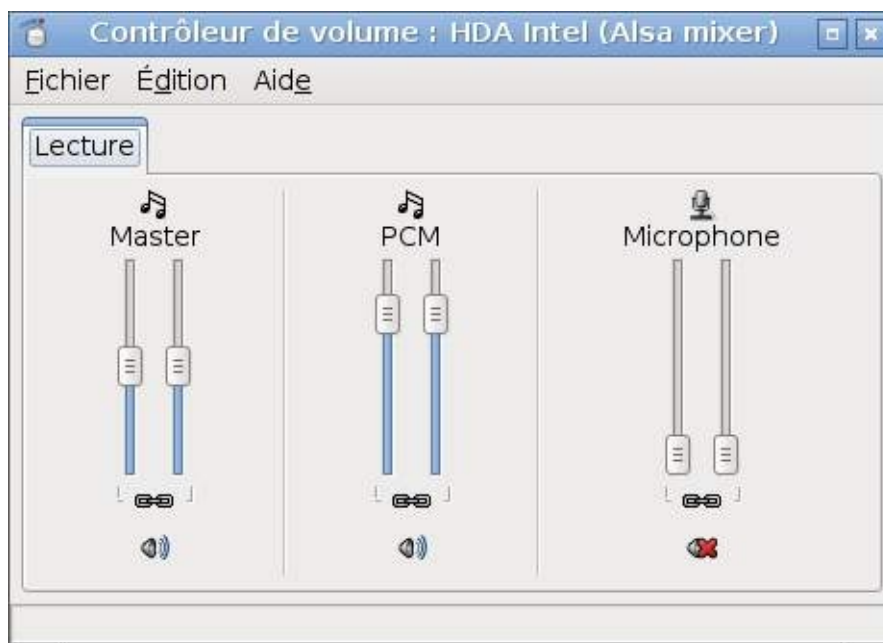 Contrôleur de volume : HDA Intel (Alsa mixer)
Fichier Édition Aide
Lecture
Master PCM Microphone